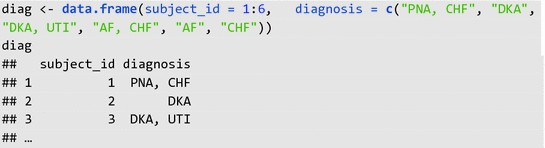 diag <- data.frame(subject_id = 1:6,   diagnosis = c("PNA, CHF", "DKA",
"DKA, UTI", "AF, CHF", "AF", "CHF"))
diag
##   subject_id diagnosis
## 1          1  PNA, CHF
## 2          2       DKA
## 3          3  DKA, UTI
## …